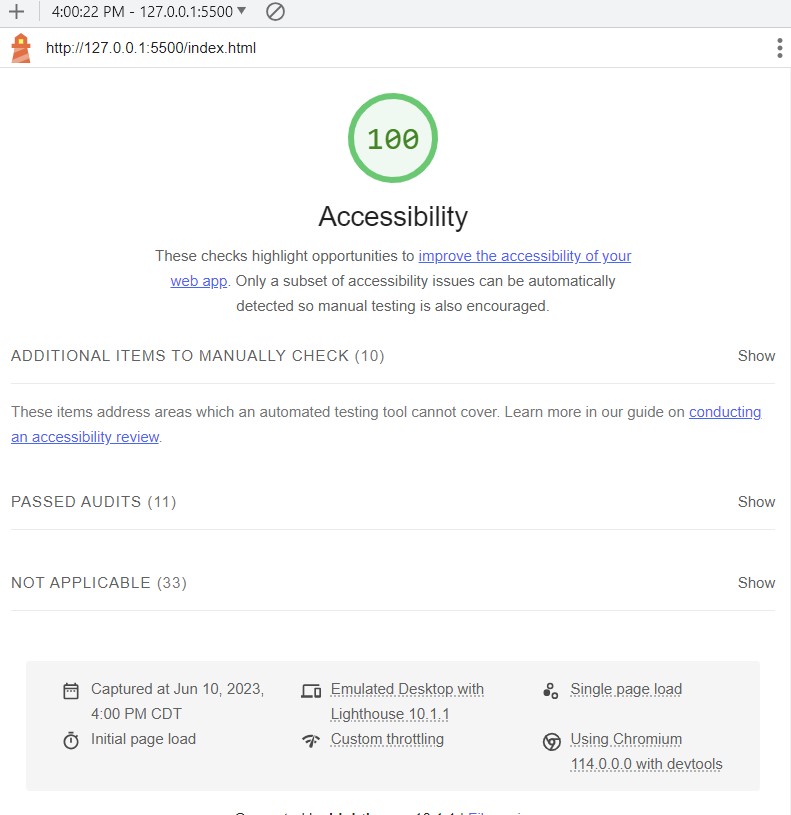 4:00:22 PM - 127.0.0.1:5500
http://127.0.0.1:5500/index.html
100
Accessibility
These checks highlight opportunities to improve the accessibility of your
web app. Only a subset of accessibility issues can be automatically
detected so manual testing is also encouraged.
ADDITIONAL ITEMS TO MANUALLY CHECK (10) Show
These items address areas which an automated testing tool cannot cover. Learn more in our guide on conducting
an accessibility review.
PASSED AUDITS (11) Show
NOT APPLICABLE (33) Show
Captured at Jun 10, 2023,
4:00 PM CDT
Emulated Desktop with
Lighthouse 10.1.1
Single page load
Initial page load
Custom throttling
Using Chromium
114.0.0.0 with devtools